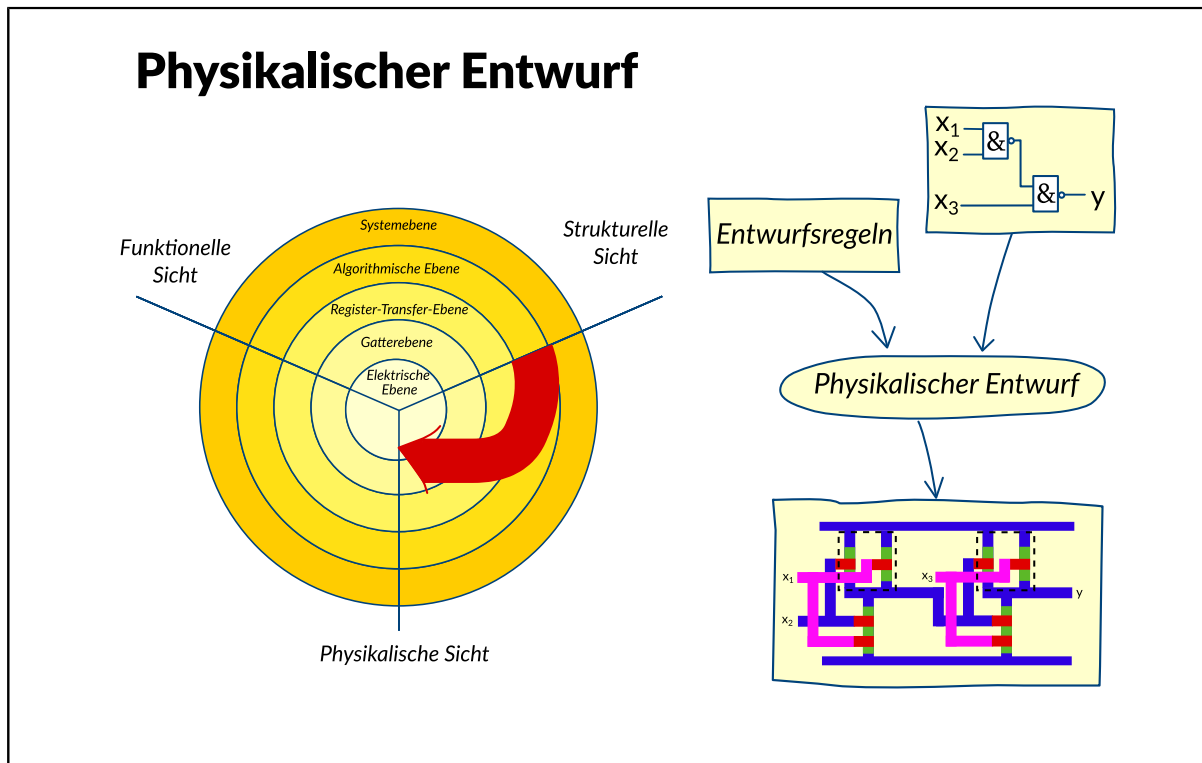 Physikalischer Entwurf
Funktionelle
Sicht
Strukturelle
Sicht
Systemebene
Algorithmische Ebene
Register-Transfer-Ebene
Gatterebene
Elektrische
Ebene
Physikalische Sicht
Entwurfsregeln
x₁
x₂
&
&
x₃
y
Physikalischer Entwurf
x₁
x₃
y
x₂